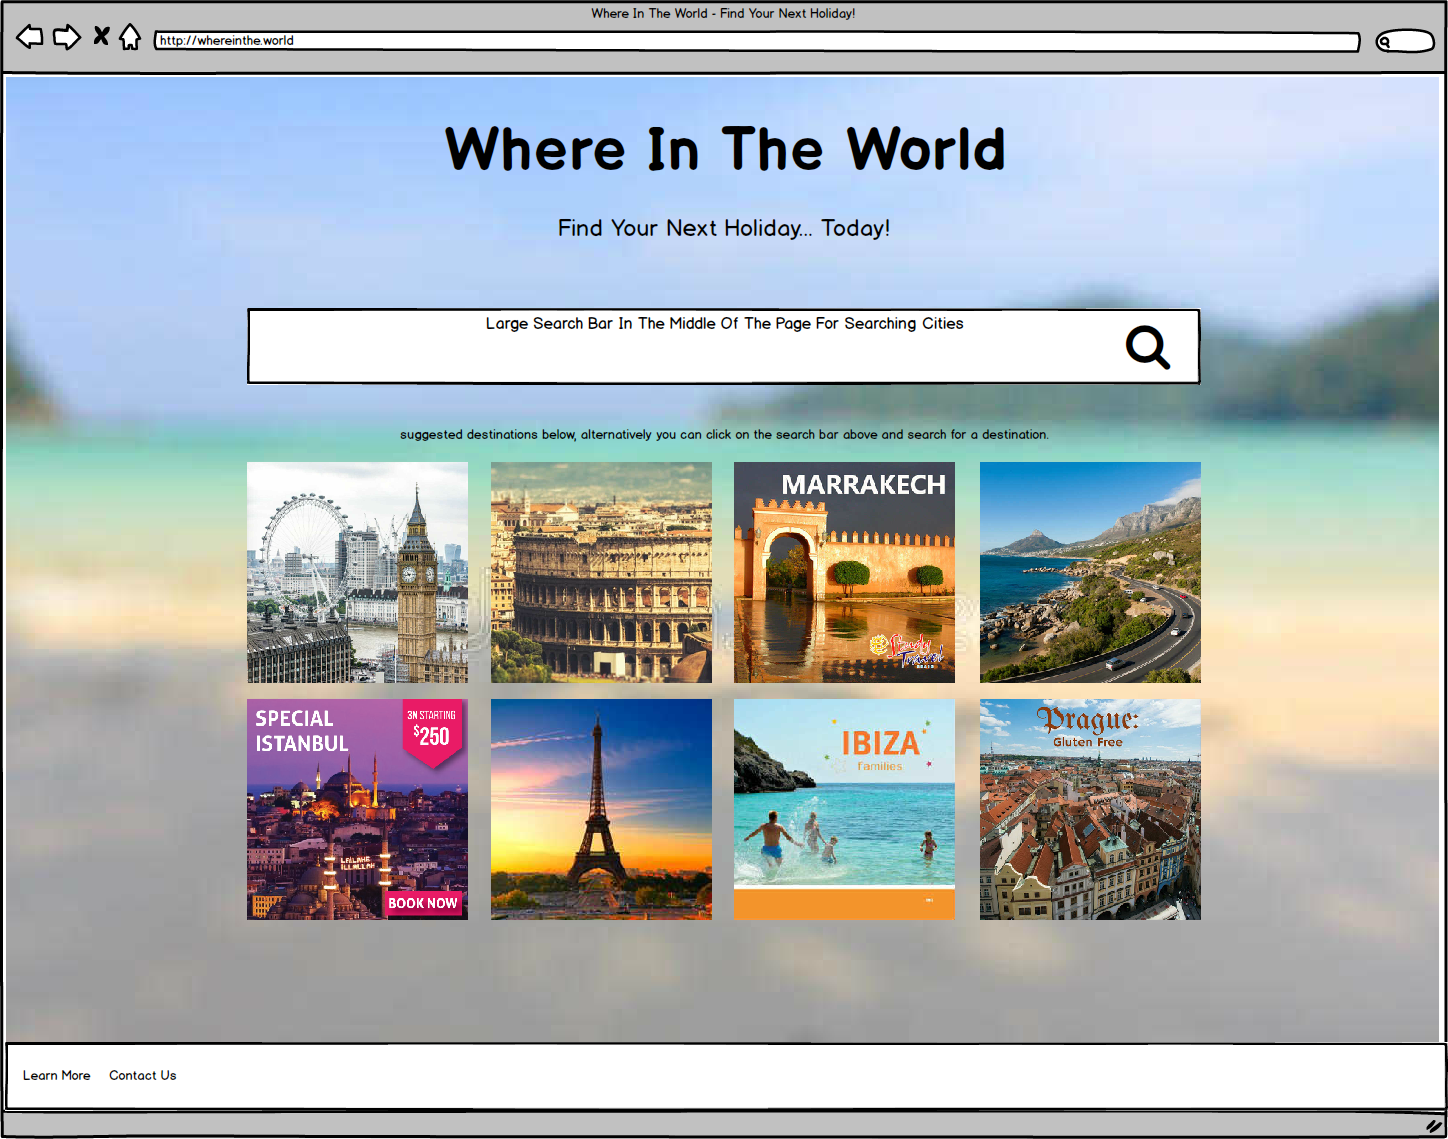 Where In The World - Find Your Next Holiday!
http://whereinthe.world
Where In The World
Find Your Next Holiday... Today!
Large Search Bar In The Middle Of The Page For Searching Cities
suggested destinations below, alternatively you can click on the search bar above and search for a destination.
MARRAKECH
Travel
SPECIAL
ISTANBUL
3N STARTING
$250
BOOK NOW
IBIZA
Families
Prague:
Gluten Free
Learn More
Contact Us